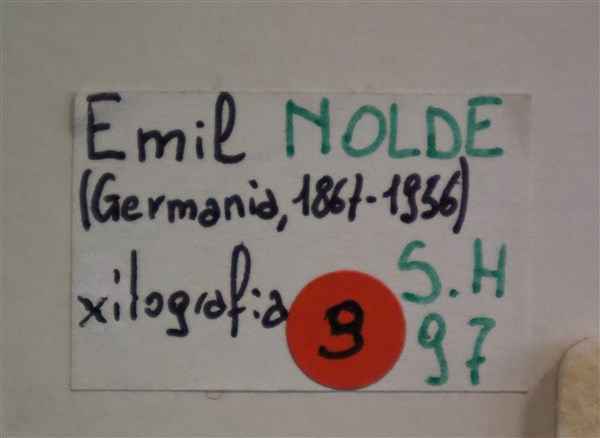 Emil NOLDE
(Germania, 1867-1956)
xilografia
S.H
9
97